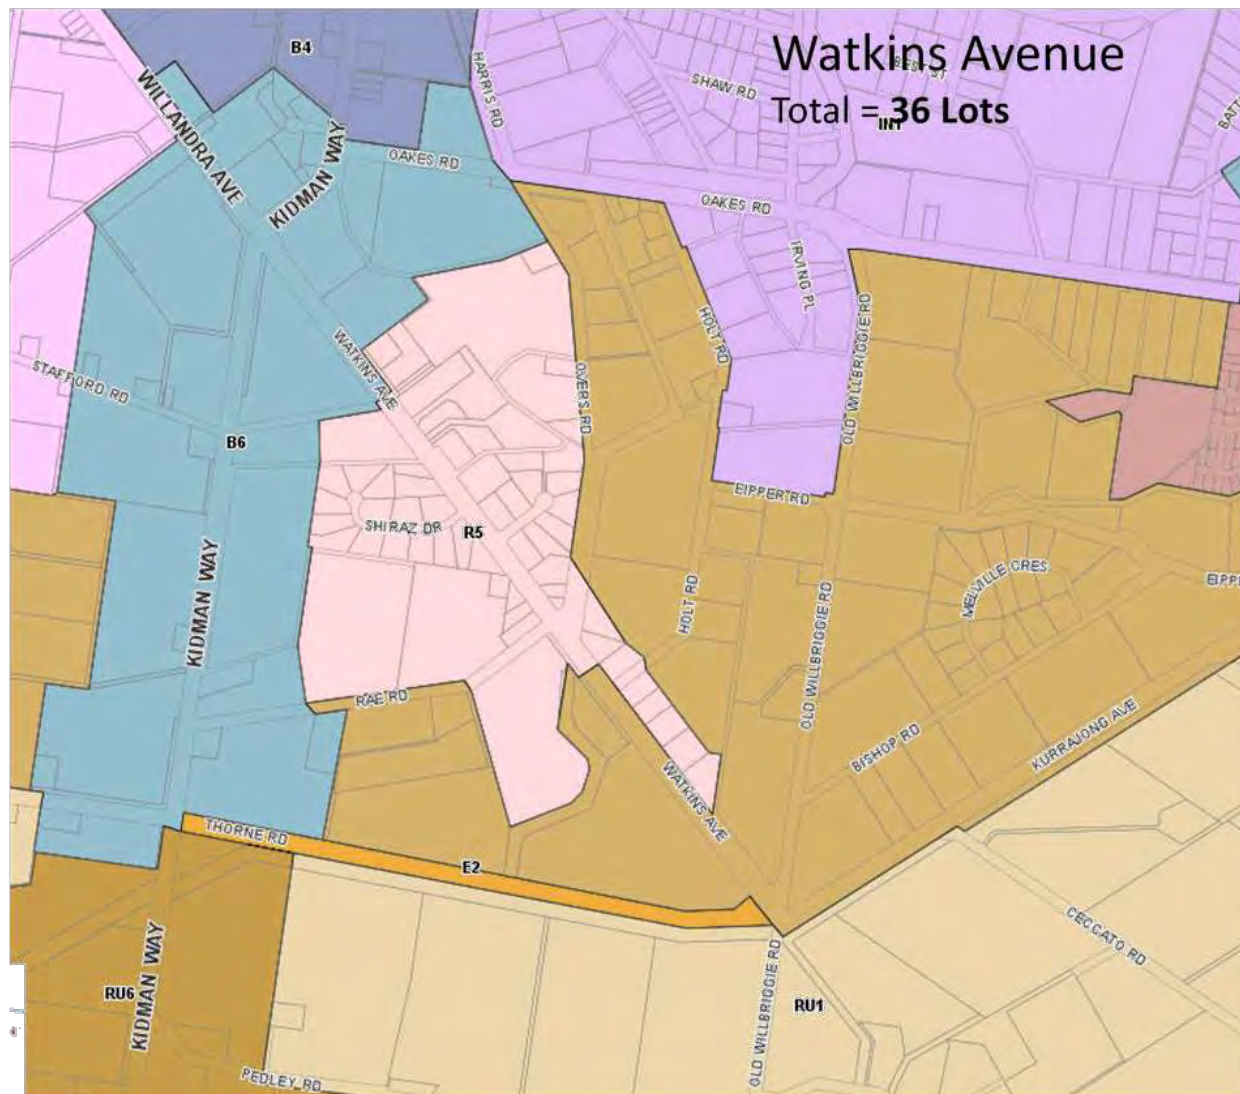 Watkins Avenue
Total = 36 Lots
B4
HARRIS RD
SHAW RD
BEST ST
IN1
WILLANDRA AVE
KIDMAN WAY
OAKES RD
OAKES RD
IRVING PL
HOLT RD
OLD WILLBRIGGIE RD
WATKINS AVE
OVERS RD
STAFFORD RD
B6
EIPPER RD
SHIRAZ DR
R5
KIDMAN WAY
HOLT RD
MELVILLE CRES
OLD WILLBRIGGIE RD
RAE RD
BISHOP RD
KURRAJONG AVE
WATKINS AVE
THORNE RD
E2
CECCATO RD
KIDMAN WAY
RU6
RU1
OLD WILLBRIGGIE RD
PEDLEY RD